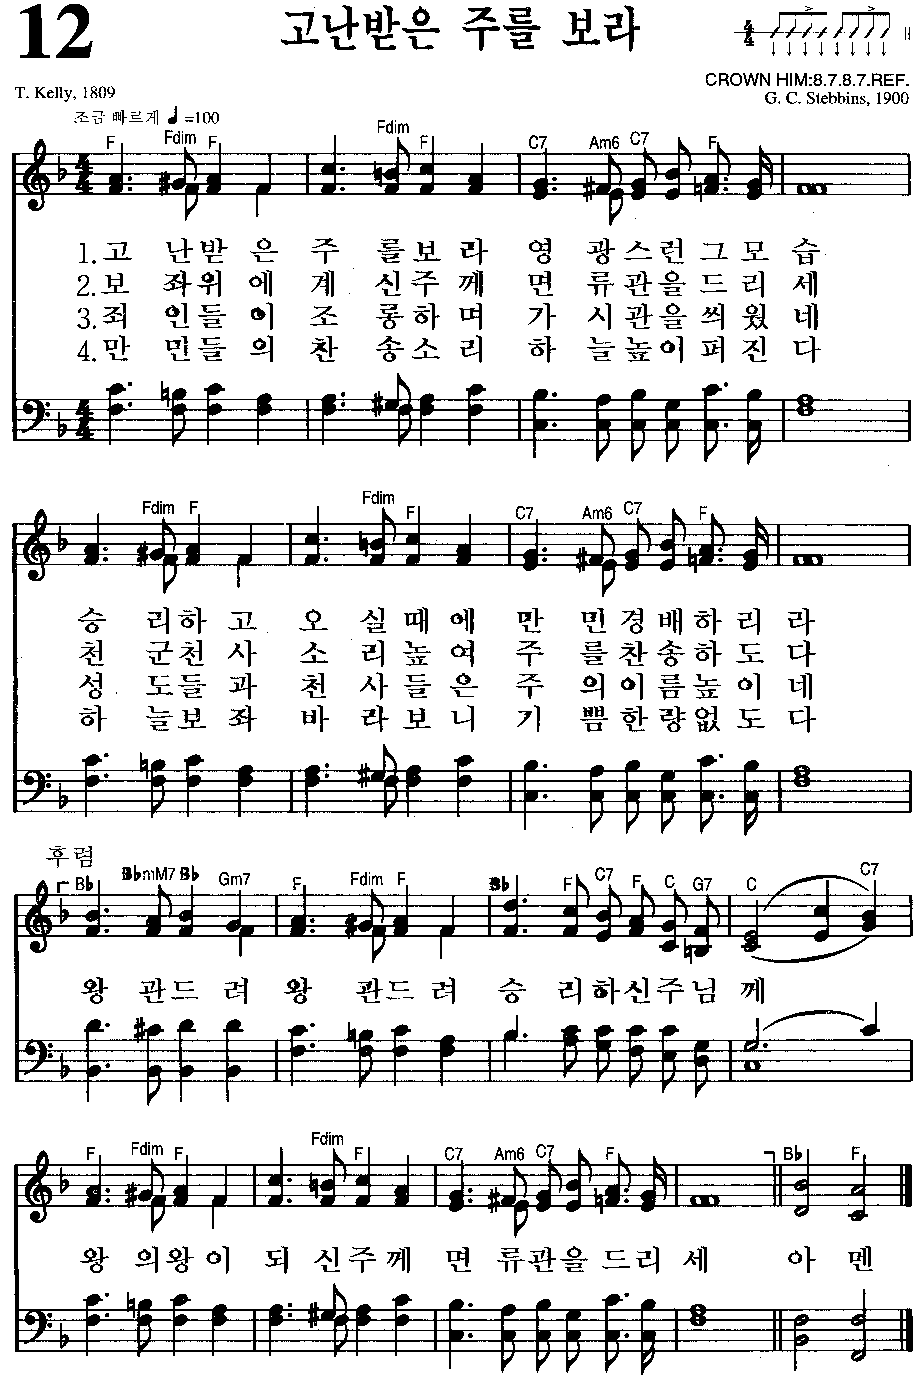 12 고난받은 주를 보라
CROWN HIM:8.7.8.7.REF.
T. Kelly, 1809 G. C. Stebbins, 1900
조금 빠르게 ♩=100
F Fdim F Fdim F C7 Am6 C7 F
1.고 난받 은 주 를보 라 영 광스런그모 습
2.보 좌위 에 계 신주 께 면 류관을드리 세
3.죄 인들 이 조 롱하 며 가 시관을씌웠 네
4.만 민들 의 찬 송소 리 하 늘높이퍼진 다
Fdim F Fdim F C7 Am6 C7 F
승 리하 고 오 실때 에 만 민경배하리 라
천 군천 사 소 리높 여 주 를찬송하도 다
성 도들 과 천 사들 은 주 의이름높이 네
하 늘보 좌 바 라보 니 기 쁨한량없도 다
후렴
Bb BbmM7 Bb Gm7 F Fdim F Bb F C7 F C G7 C C7
왕 관드 려 왕 관드 려 승 리하신주님 께
F Fdim F Fdim F C7 Am6 C7 F Bb F
왕 의왕 이 되 신주 께 면 류관을드리 세 아 멘